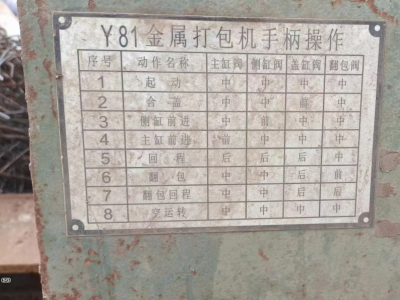 Y81金属打包机手柄操作
序号 动作名称 主缸阀 侧缸阀 盖缸阀 翻包阀
1 起动 中 中 中 中
2 合盖 中 中 前 中
3 侧缸前进 中 前 中 中
4 主缸前进 前 中 中 中
5 回程 后 后 后 中
6 翻包 中 中 后 前
7 翻包回程 中 中 后 后
8 空运转 中 中 中 中